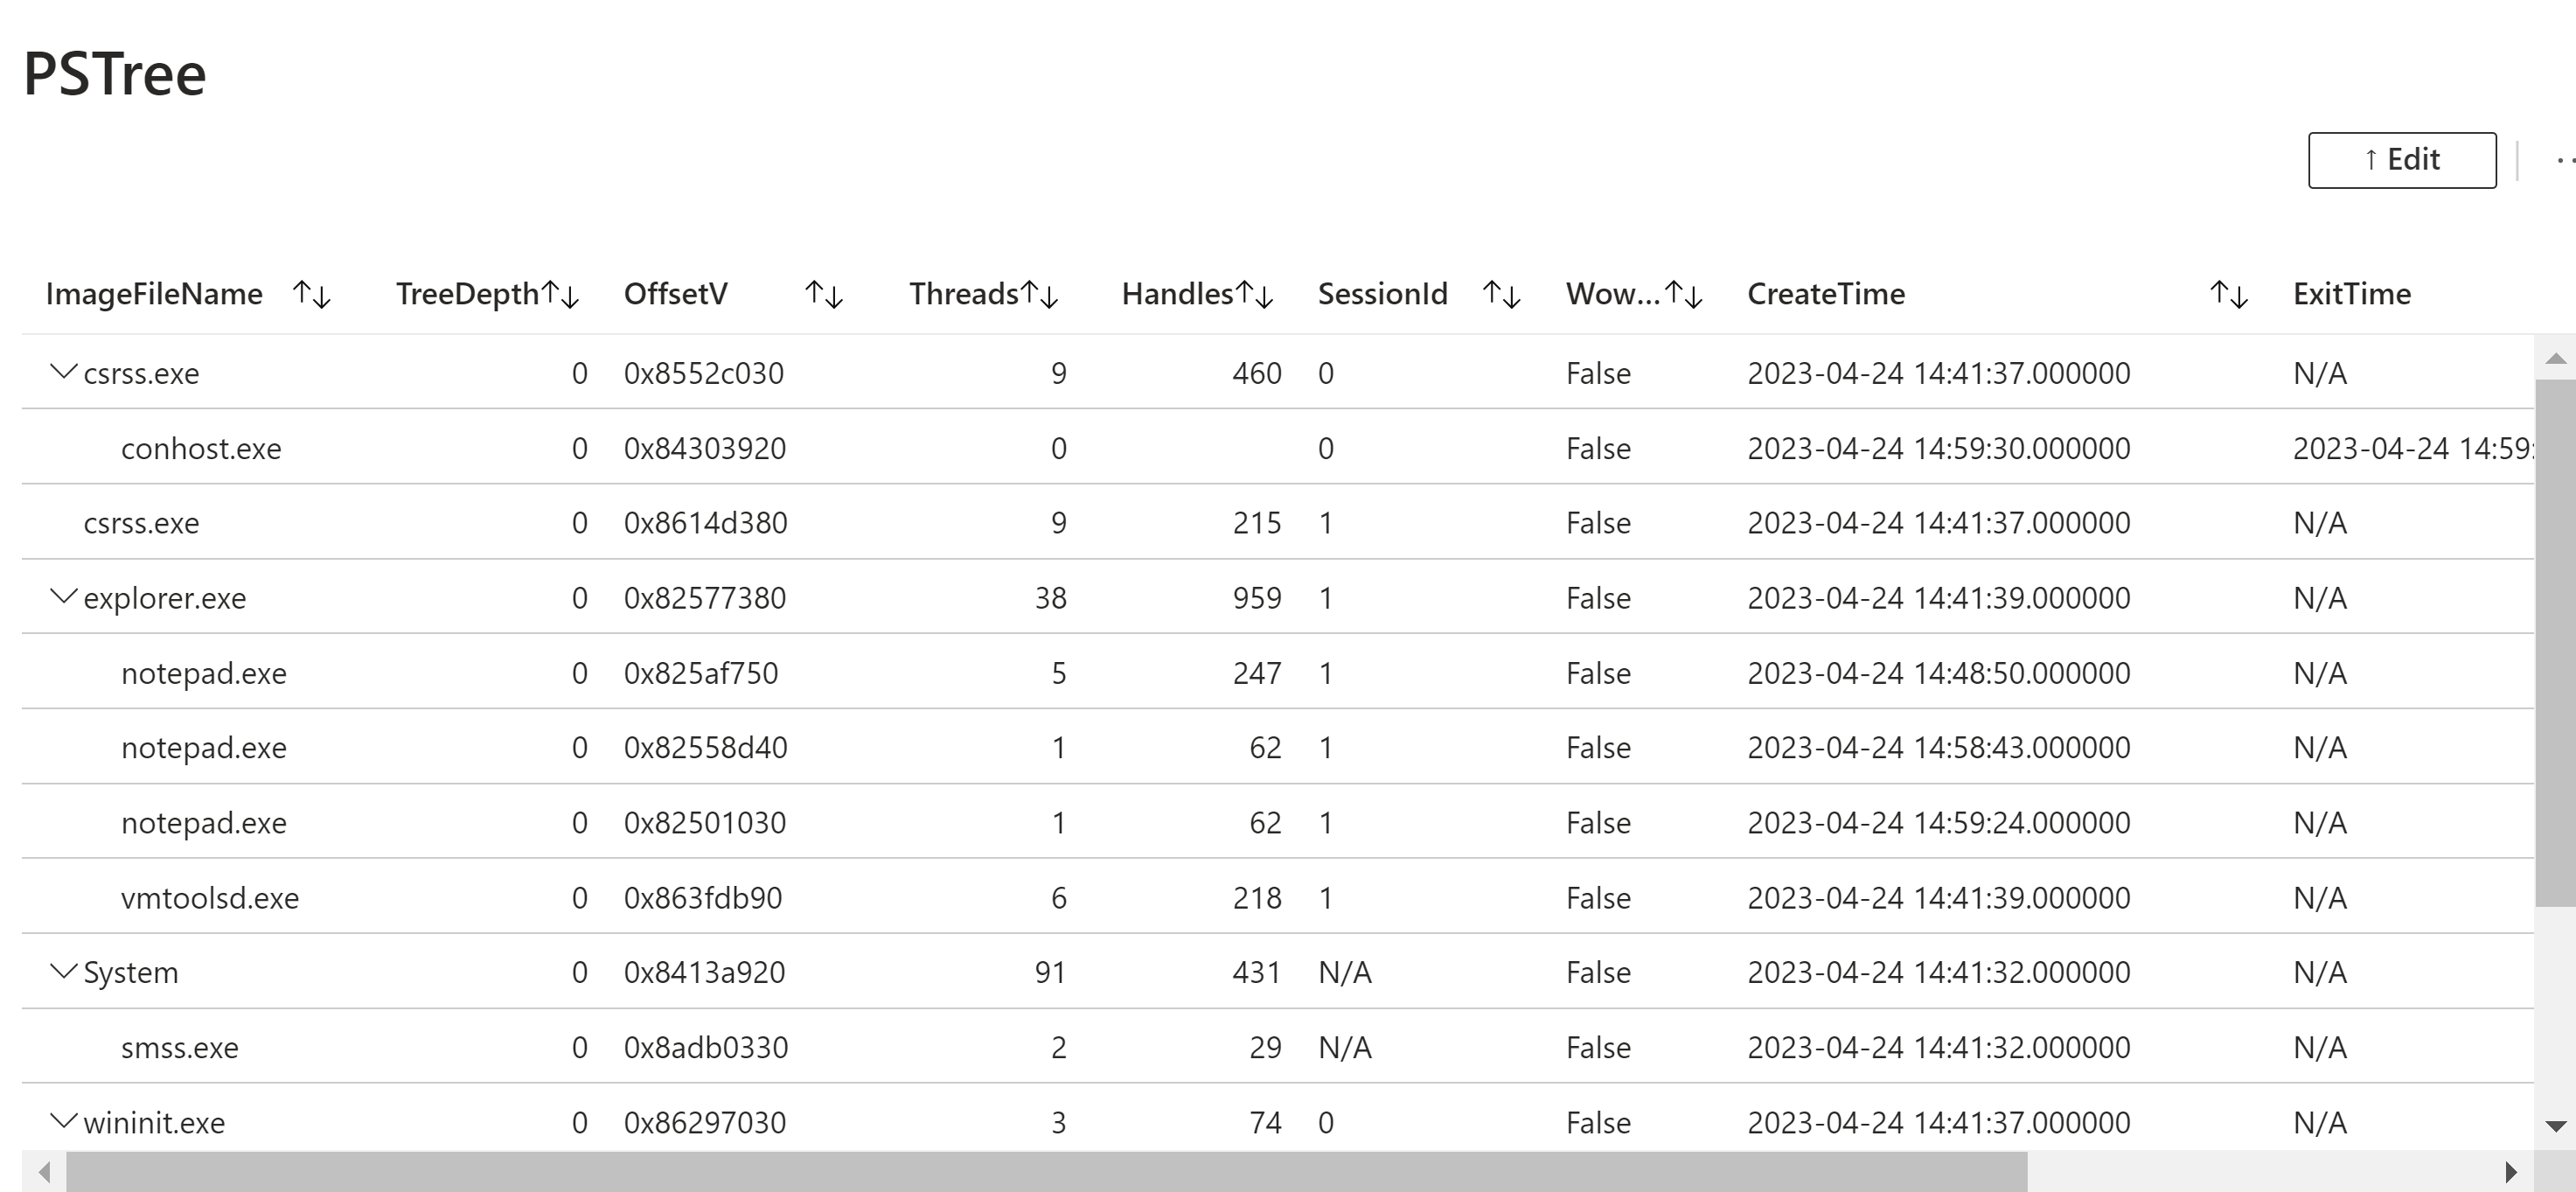 PSTree
↑ Edit
ImageFileName ↑↓ TreeDepth ↑↓ OffsetV ↑↓ Threads ↑↓ Handles ↑↓ SessionId ↑↓ Wow... ↑↓ CreateTime ↑↓ ExitTime
csrss.exe 0 0x8552c030 9 460 0 False 2023-04-24 14:41:37.000000 N/A
conhost.exe 0 0x84303920 0 0 False 2023-04-24 14:59:30.000000 2023-04-24 14:59:
csrss.exe 0 0x8614d380 9 215 1 False 2023-04-24 14:41:37.000000 N/A
explorer.exe 0 0x82577380 38 959 1 False 2023-04-24 14:41:39.000000 N/A
notepad.exe 0 0x825af750 5 247 1 False 2023-04-24 14:48:50.000000 N/A
notepad.exe 0 0x82558d40 1 62 1 False 2023-04-24 14:58:43.000000 N/A
notepad.exe 0 0x82501030 1 62 1 False 2023-04-24 14:59:24.000000 N/A
vmtoolsd.exe 0 0x863fdb90 6 218 1 False 2023-04-24 14:41:39.000000 N/A
System 0 0x8413a920 91 431 N/A False 2023-04-24 14:41:32.000000 N/A
smss.exe 0 0x8adb0330 2 29 N/A False 2023-04-24 14:41:32.000000 N/A
wininit.exe 0 0x86297030 3 74 0 False 2023-04-24 14:41:37.000000 N/A